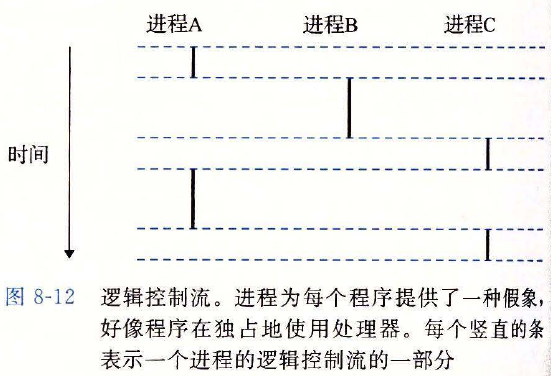 进程A 进程B 进程C
时间
图 8-12 逻辑控制流。进程为每个程序提供了一种假象,
好像程序在独占地使用处理器。每个竖直的条
表示一个进程的逻辑控制流的一部分